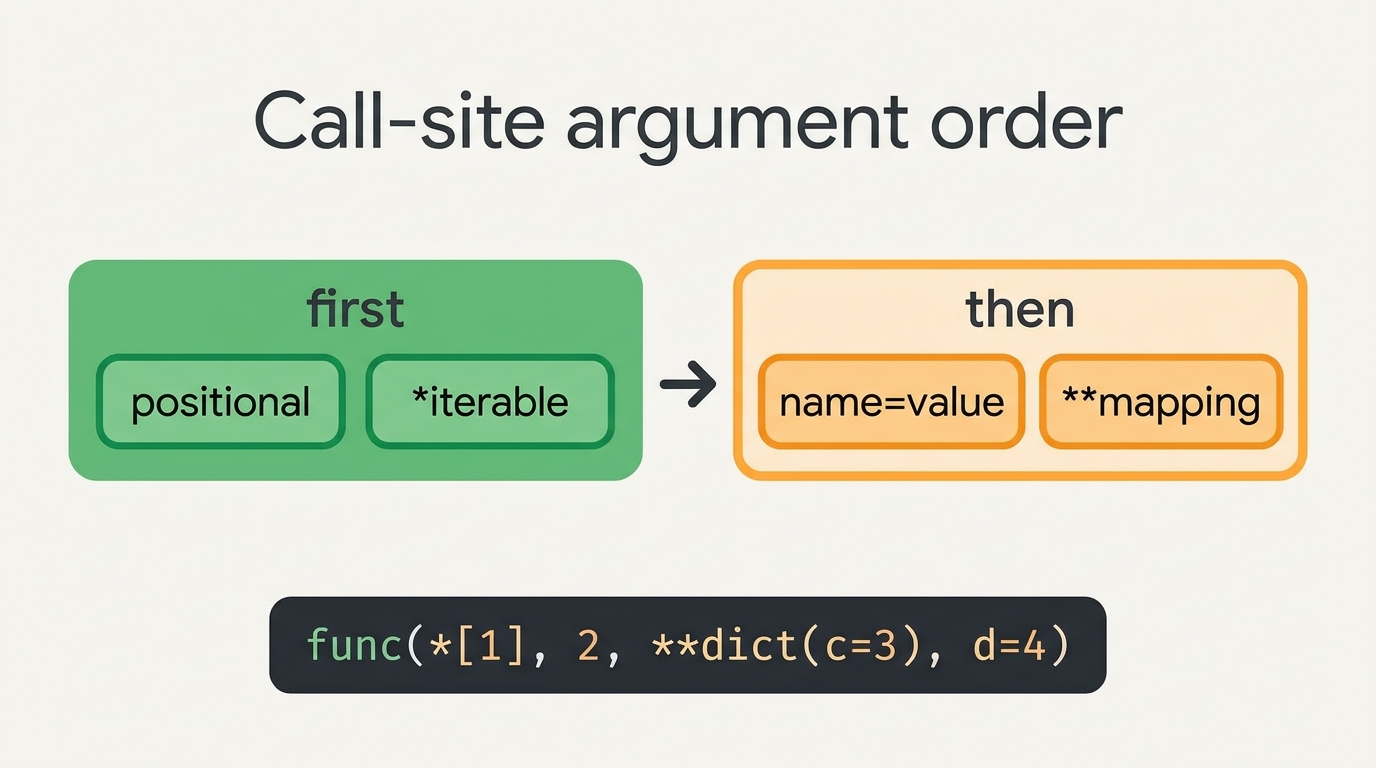 Call-site argument order
first
positional
*iterable
then
name=value
**mapping
func(*[1], 2, **dict(c=3), d=4)